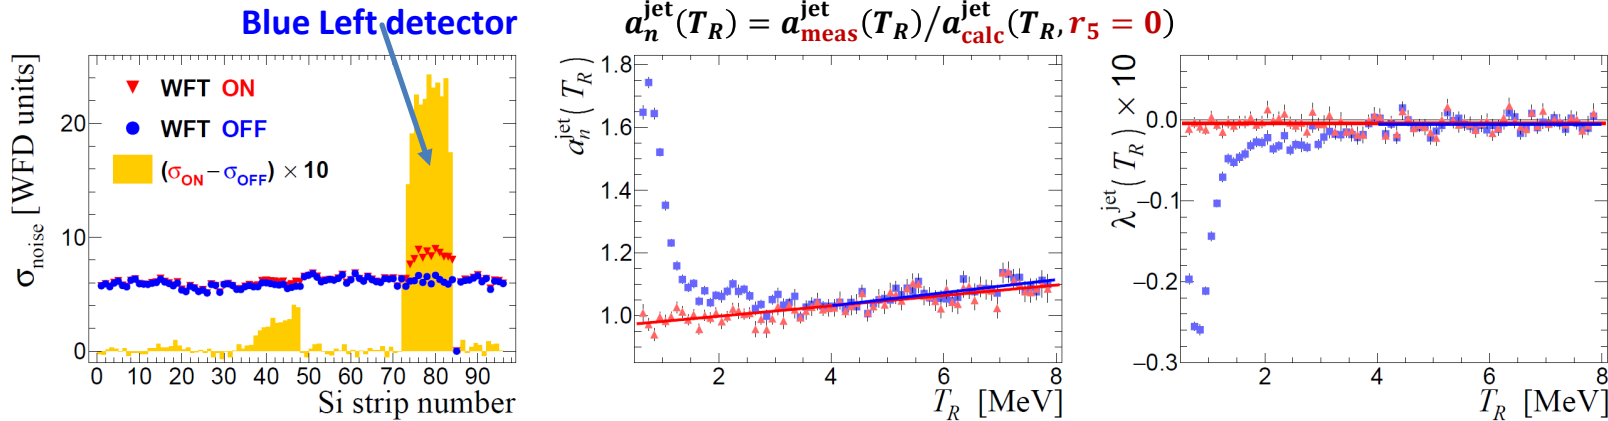 Blue Left detector
a_n^jet(T_R) = a_meas^jet(T_R)/a_calc^jet(T_R, r_5 = 0)
σ_noise [WFD units]
20
10
0
WFT ON
WFT OFF
(σ_ON − σ_OFF) × 10
0 10 20 30 40 50 60 70 80 90
Si strip number
a_n^jet(T_R)
1.8
1.6
1.4
1.2
1.0
2 4 6 8
T_R [MeV]
λ^jet(T_R) × 10
0.0
−0.1
−0.2
−0.3
2 4 6 8
T_R [MeV]